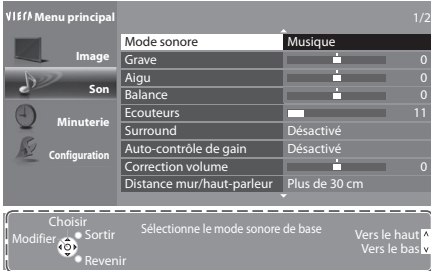 VIERA Menu principal
1/2
Image
Son
Minuterie
Configuration
Mode sonore Musique
Grave 0
Aigu 0
Balance 0
Ecouteurs 11
Surround Désactivé
Auto-contrôle de gain Désactivé
Correction volume 0
Distance mur/haut-parleur Plus de 30 cm
Choisir
Modifier
Sortir
Revenir
Sélectionne le mode sonore de base
Vers le haut
Vers le bas